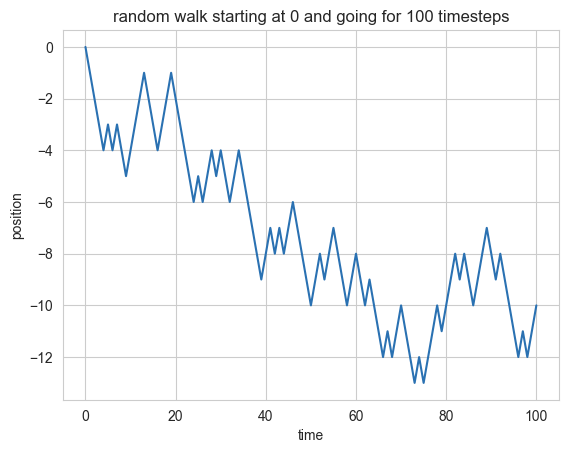 random walk starting at 0 and going for 100 timesteps
0
−2
−4
−6
−8
−10
−12
position
0 20 40 60 80 100
time